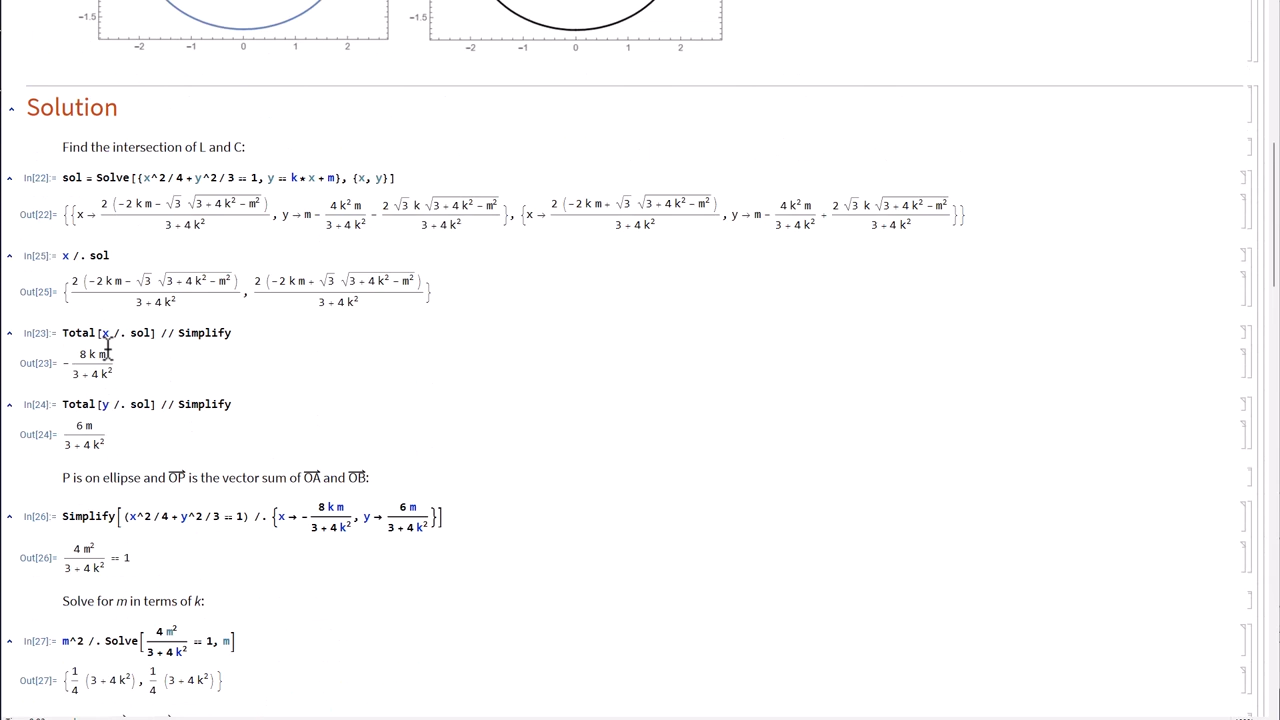 -1.5 -1.5
-2 -1 0 1 2 -2 -1 0 1 2
Solution
Find the intersection of L and C:
In[22]:= sol = Solve[{x^2/4 + y^2/3 == 1, y == k*x + m}, {x, y}]
Out[22]= {{x → 2 (-2 k m - √3 √(3 + 4 k² - m²)) / (3 + 4 k²), y → m - 4 k² m / (3 + 4 k²) - 2 √3 k √(3 + 4 k² - m²) / (3 + 4 k²)}, {x → 2 (-2 k m + √3 √(3 + 4 k² - m²)) / (3 + 4 k²), y → m - 4 k² m / (3 + 4 k²) + 2 √3 k √(3 + 4 k² - m²) / (3 + 4 k²)}}
In[25]:= x /. sol
Out[25]= {2 (-2 k m - √3 √(3 + 4 k² - m²)) / (3 + 4 k²), 2 (-2 k m + √3 √(3 + 4 k² - m²)) / (3 + 4 k²)}
In[23]:= Total[x /. sol] // Simplify
Out[23]= - 8 k m / (3 + 4 k²)
In[24]:= Total[y /. sol] // Simplify
Out[24]= 6 m / (3 + 4 k²)
P is on ellipse and OP is the vector sum of OA and OB:
In[26]:= Simplify[(x^2/4 + y^2/3 == 1) /. {x → - 8 k m / (3 + 4 k²), y → 6 m / (3 + 4 k²)}]
Out[26]= 4 m² / (3 + 4 k²) == 1
Solve for m in terms of k:
In[27]:= m^2 /. Solve[4 m² / (3 + 4 k²) == 1, m]
Out[27]= {1/4 (3 + 4 k²), 1/4 (3 + 4 k²)}